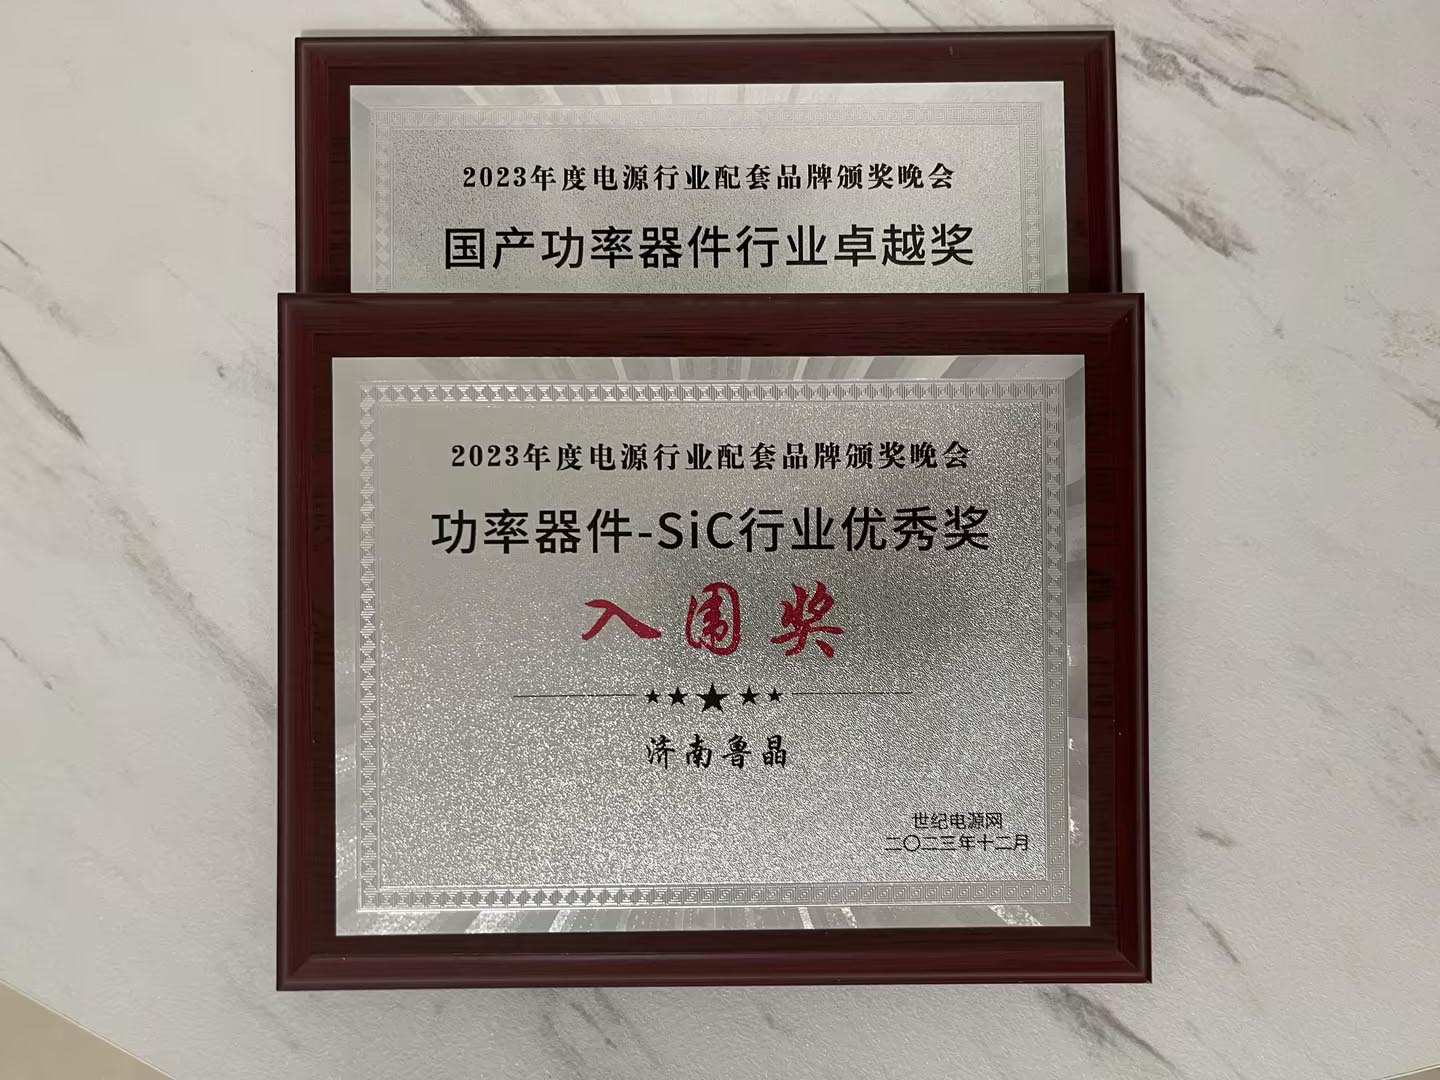 2023年度电源行业配套品牌颁奖晚会
国产功率器件行业卓越奖
2023年度电源行业配套品牌颁奖晚会
功率器件-SiC行业优秀奖
入围奖
济南鲁晶
世纪电源网
二〇二三年十二月